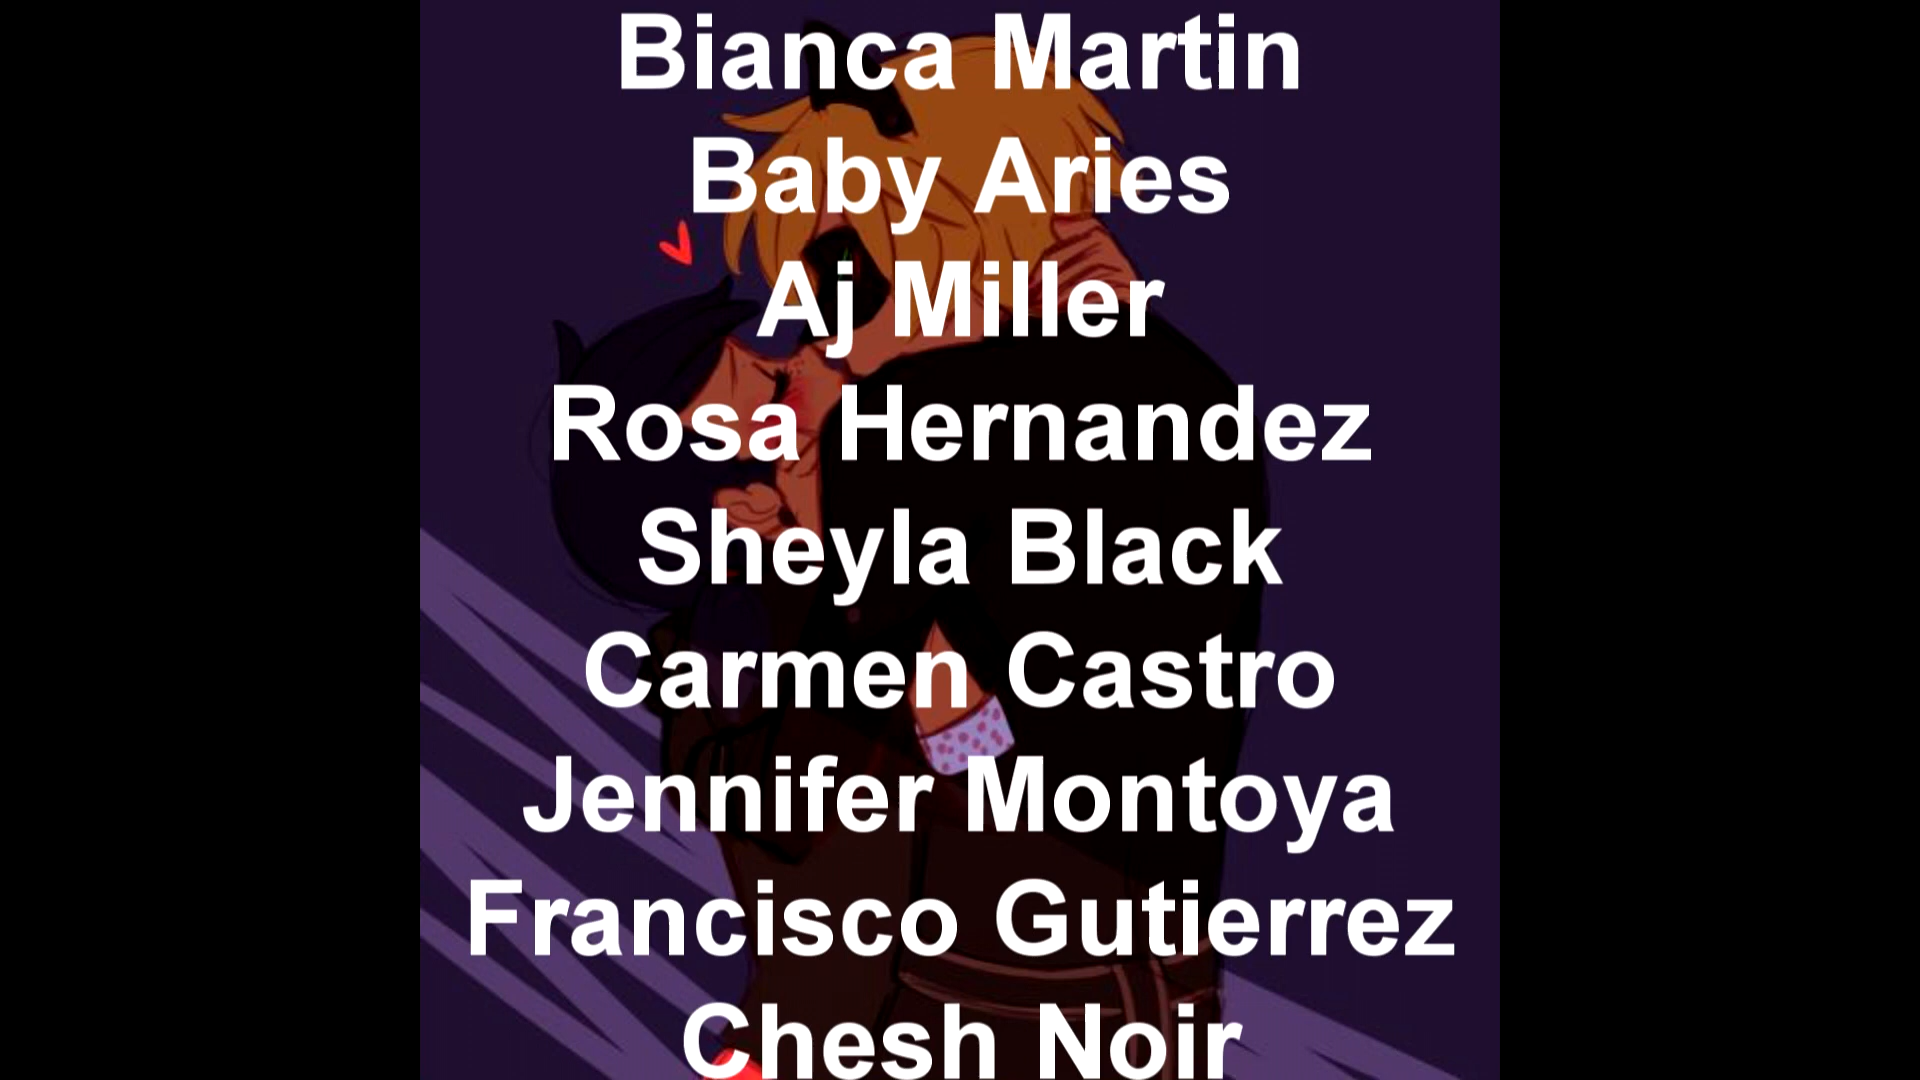 Bianca Martin
Baby Aries
Aj Miller
Rosa Hernandez
Sheyla Black
Carmen Castro
Jennifer Montoya
Francisco Gutierrez
Chesh Noir